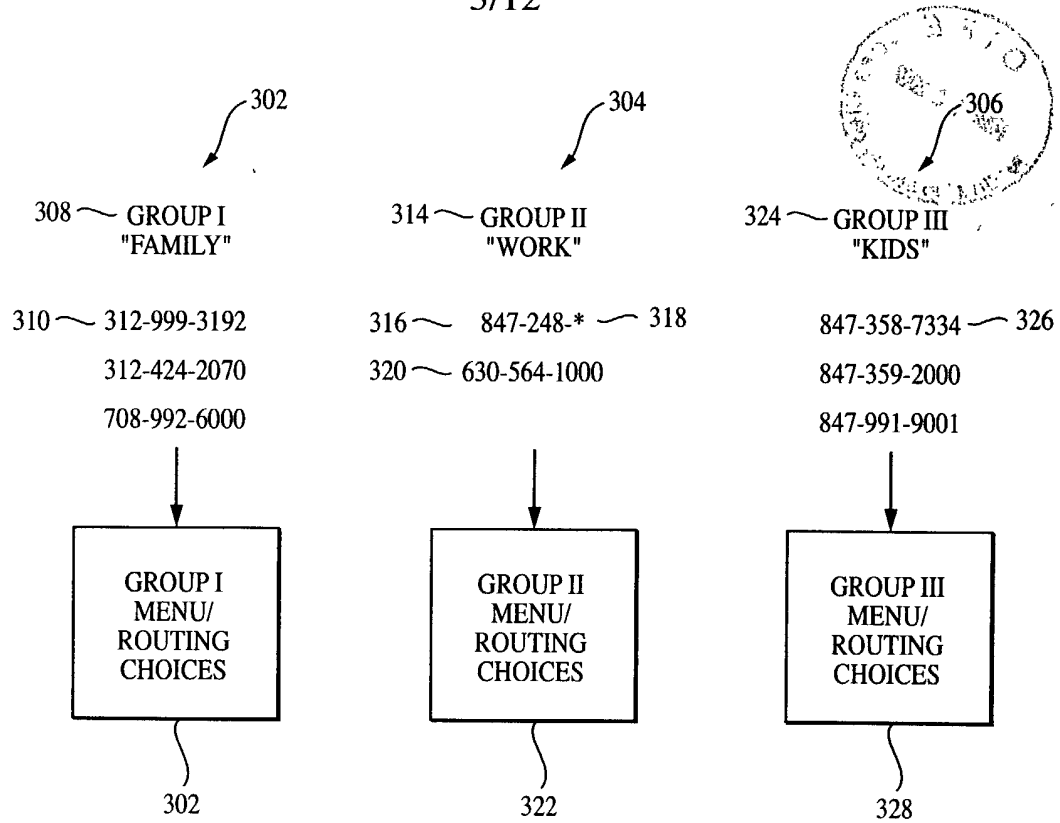 3/12
302
304
306
308 GROUP I
"FAMILY"
314 GROUP II
"WORK"
324 GROUP III
"KIDS"
310 312-999-3192
312-424-2070
708-992-6000
316 847-248-* 318
320 630-564-1000
847-358-7334 326
847-359-2000
847-991-9001
GROUP I
MENU/
ROUTING
CHOICES
GROUP II
MENU/
ROUTING
CHOICES
GROUP III
MENU/
ROUTING
CHOICES
302
322
328